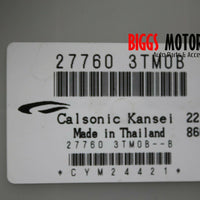 BIGGS MOTOR
27760 3TM0B
Calsonic Kansei 22
Made in Thailand 86
27760 3TM0B--B
*CYM24421*